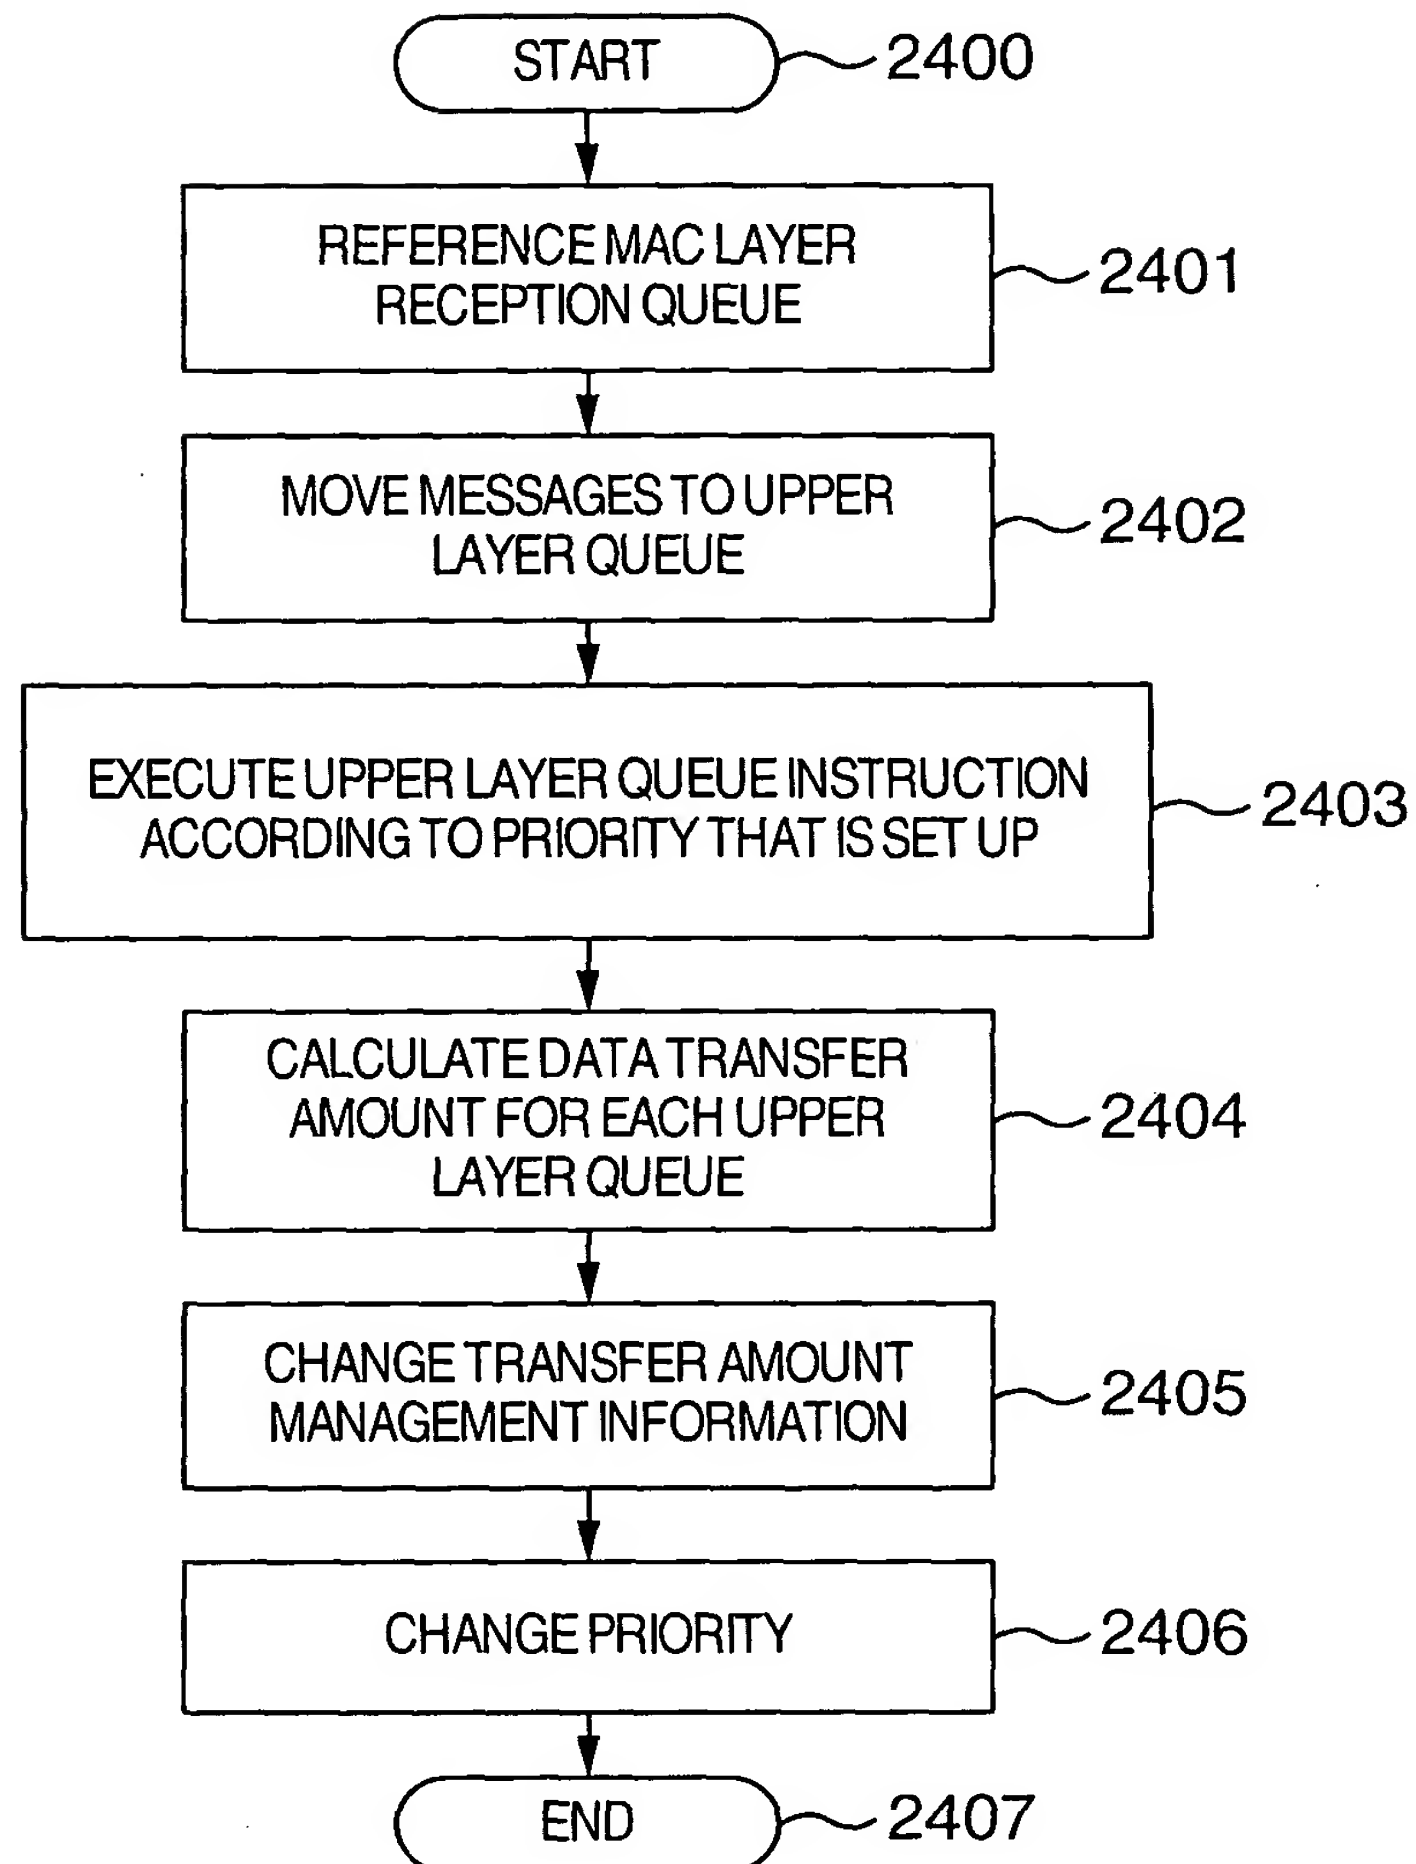 START
2400
REFERENCE MAC LAYER
RECEPTION QUEUE
2401
MOVE MESSAGES TO UPPER
LAYER QUEUE
2402
EXECUTE UPPER LAYER QUEUE INSTRUCTION
ACCORDING TO PRIORITY THAT IS SET UP
2403
CALCULATE DATA TRANSFER
AMOUNT FOR EACH UPPER
LAYER QUEUE
2404
CHANGE TRANSFER AMOUNT
MANAGEMENT INFORMATION
2405
CHANGE PRIORITY
2406
END
2407